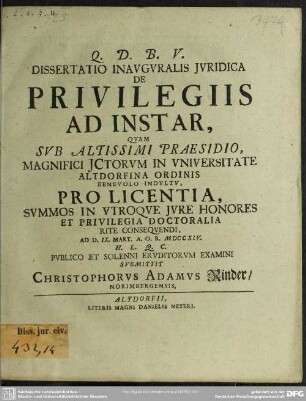 Q. D. B. V.
DISSERTATIO INAVGVRALIS JVRIDICA
DE
PRIVILEGIIS
AD INSTAR,
QVAM
SVB ALTISSIMI PRAESIDIO,
MAGNIFICI JCTORVM IN VNIVERSITATE
ALTDORFINA ORDINIS
BENEVOLO INDVLTV,
PRO LICENTIA,
SVMMOS IN VTROQVE JVRE HONORES
ET PRIVILEGIA DOCTORALIA
RITE CONSEQVENDI,
AD D. IX. MART. A. O. R. MDCCXIV.
H. L. Q. C.
PVBLICO ET SOLENNI ERVDITORVM EXAMINI
SVBMITTIT
CHRISTOPHORVS ADAMVS Rinder/
NORIMBERGENSIS,
ALTDORFII,
LITERIS MAGNI DANIELIS MEYERI.
Diss. jur. civ.
432,14